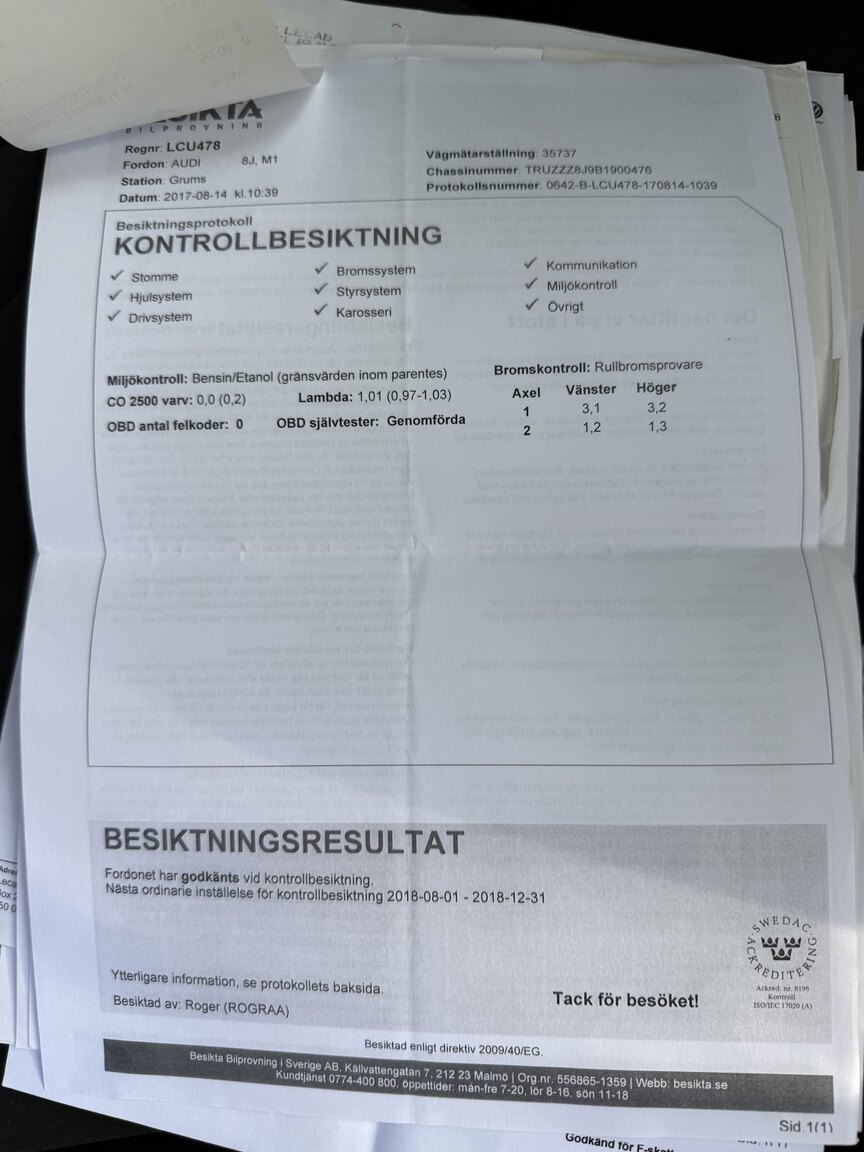 LECAB
BILPROVNING
Regnr: LCU478
Fordon: AUDI 8J, M1
Station: Grums
Datum: 2017-08-14 kl.10:39
Vägmätarställning: 35737
Chassinummer: TRUZZZ8J9B1900476
Protokollsnummer: 0642-B-LCU478-170814-1039
Besiktningsprotokoll
KONTROLLBESIKTNING
✓ Stomme ✓ Bromssystem ✓ Kommunikation
✓ Hjulsystem ✓ Styrsystem ✓ Miljökontroll
✓ Drivsystem ✓ Karosseri ✓ Övrigt
Miljökontroll: Bensin/Etanol (gränsvärden inom parentes)
CO 2500 varv: 0,0 (0,2) Lambda: 1,01 (0,97-1,03)
OBD antal felkoder: 0 OBD självtester: Genomförda
Bromskontroll: Rullbromsprovare
Axel Vänster Höger
1 3,1 3,2
2 1,2 1,3
BESIKTNINGSRESULTAT
Fordonet har godkänts vid kontrollbesiktning.
Nästa ordinarie inställelse för kontrollbesiktning 2018-08-01 - 2018-12-31
Ytterligare information, se protokollets baksida.
Besiktad av: Roger (ROGRAA)
Tack för besöket!
SWEDAC ACKREDITERING
Ackred. nr. 8195
Kontroll
ISO/IEC 17020 (A)
Besiktad enligt direktiv 2009/40/EG.
Besikta Bilprovning i Sverige AB, Källvattengatan 7, 212 23 Malmö | Org.nr. 556865-1359 | Webb: besikta.se
Kundtjänst 0774-400 800, öppettider: mån-fre 7-20, lör 8-16, sön 11-18
Sid.1(1)
Godkänd för F-skatt